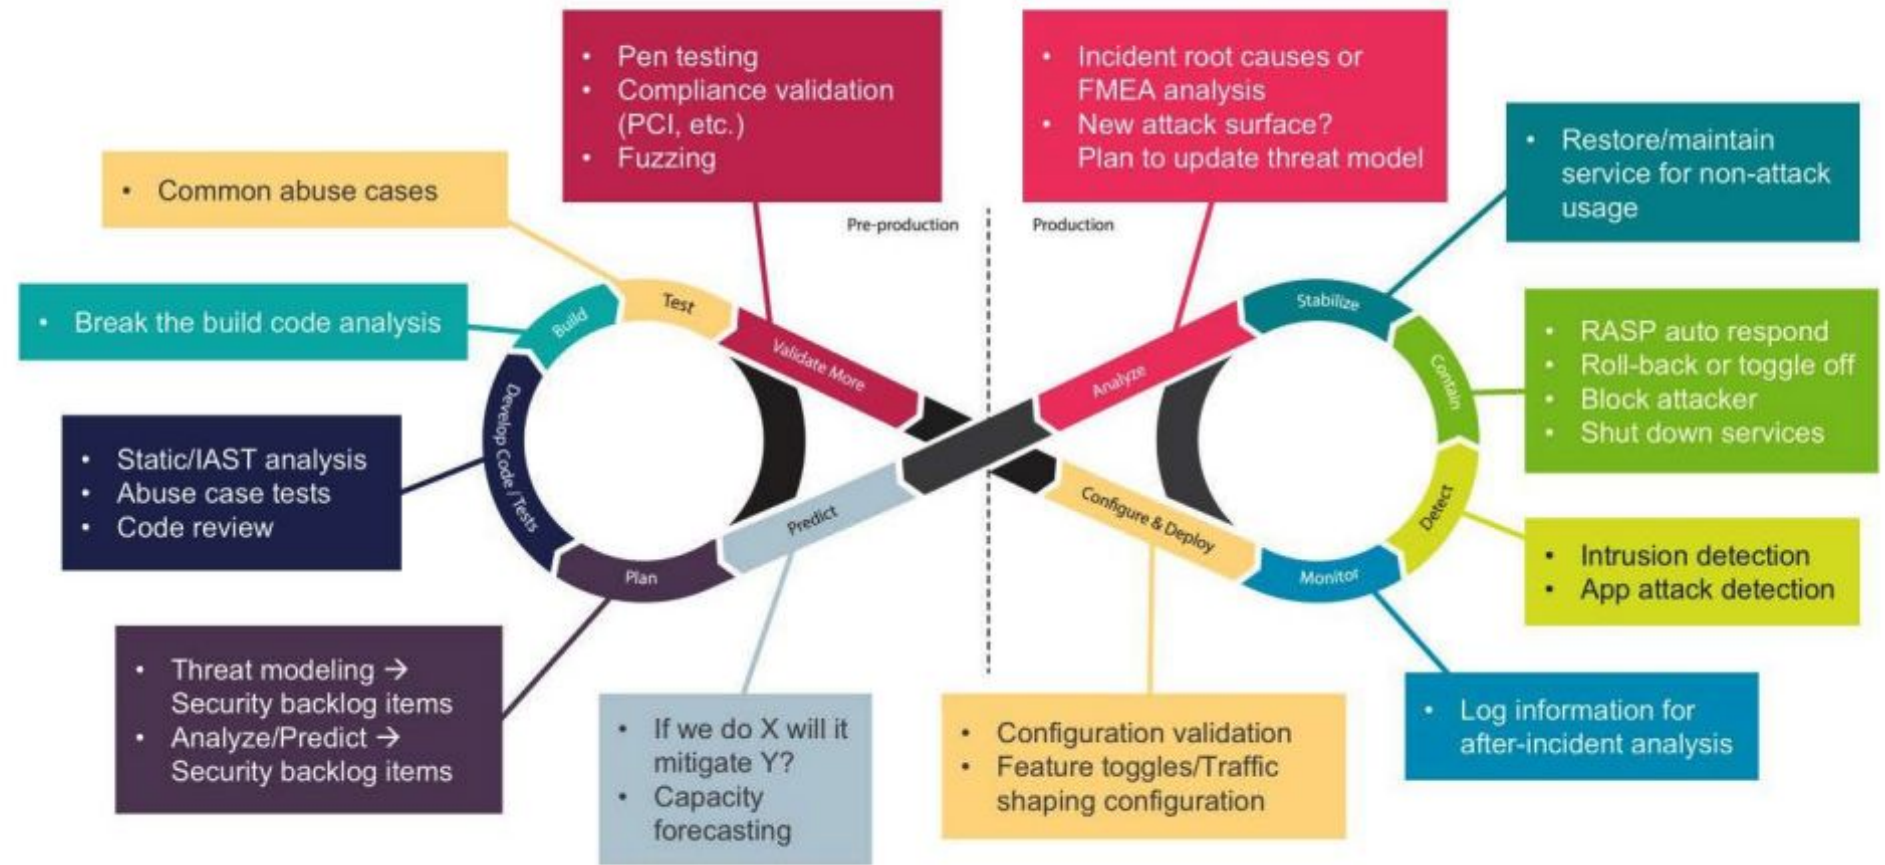 • Pen testing
• Compliance validation
(PCI, etc.)
• Fuzzing
• Incident root causes or
FMEA analysis
• New attack surface?
Plan to update threat model
• Restore/maintain
service for non-attack
usage
• Common abuse cases
Pre-production
Production
• Break the build code analysis
Build
Test
Validate More
Analyze
Stabilize
Contain
• RASP auto respond
• Roll-back or toggle off
• Block attacker
• Shut down services
• Static/IAST analysis
• Abuse case tests
• Code review
Develop Code / Tests
Plan
Predict
Configure & Deploy
Monitor
Detect
• Intrusion detection
• App attack detection
• Threat modeling →
Security backlog items
• Analyze/Predict →
Security backlog items
• If we do X will it
mitigate Y?
• Capacity
forecasting
• Configuration validation
• Feature toggles/Traffic
shaping configuration
• Log information for
after-incident analysis